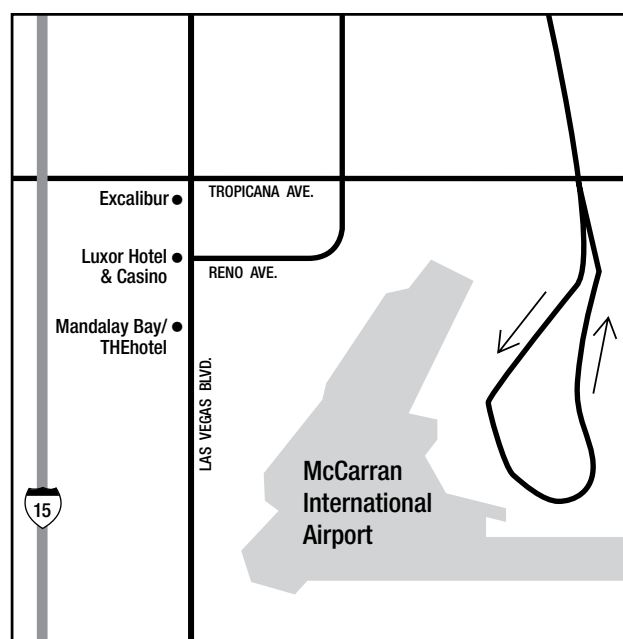 Excalibur
TROPICANA AVE.
Luxor Hotel
& Casino
RENO AVE.
Mandalay Bay/
THEhotel
LAS VEGAS BLVD.
McCarran
International
Airport
15